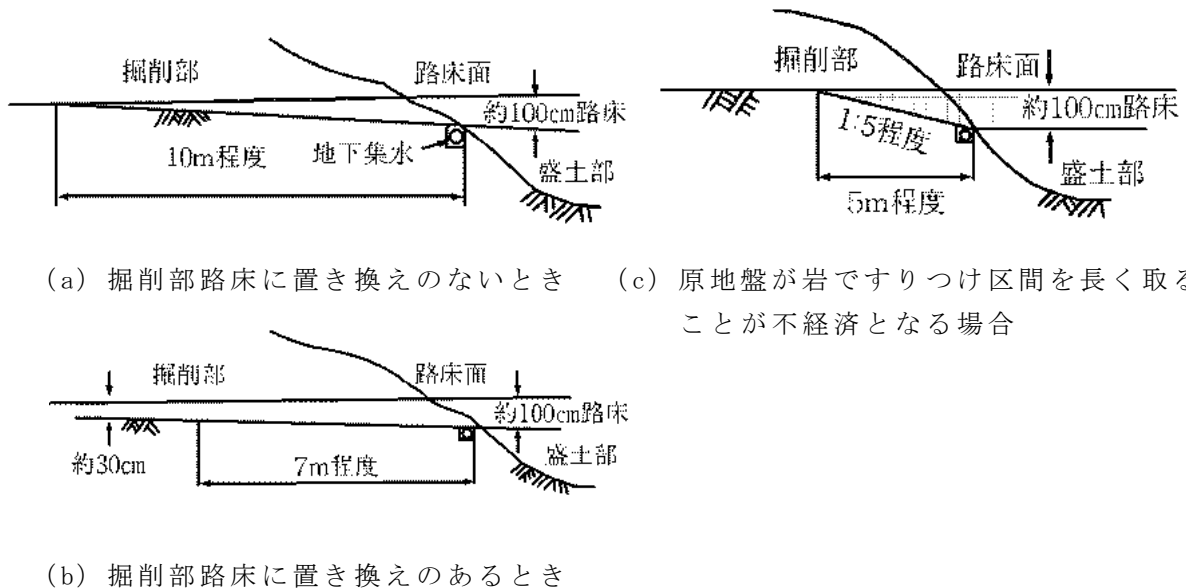 掘削部
路床面
約100cm路床
10m程度
地下集水
盛土部
(a) 掘削部路床に置き換えのないとき
掘削部
路床面
約100cm路床
1:5程度
盛土部
5m程度
(c) 原地盤が岩ですりつけ区間を長く取る
ことが不経済となる場合
掘削部
路床面
約100cm路床
約30cm
7m程度
盛土部
(b) 掘削部路床に置き換えのあるとき